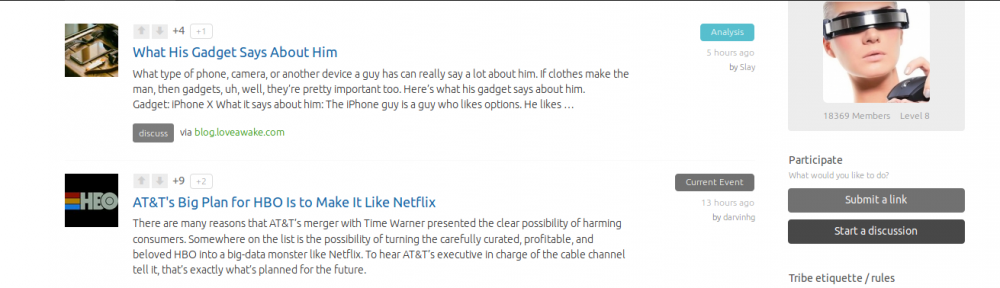 +4 +1
Analysis
What His Gadget Says About Him
5 hours ago
What type of phone, camera, or another device a guy has can really say a lot about him. If clothes make the
by Slay
man, then gadgets, uh, well, they're pretty important too. Here's what his gadgets say about him.
Gadget: iPhone X What it says about him: The iPhone guy is a guy who likes options. He likes …
discuss via blog.loveawake.com
HBO
+9 +2
Current Event
AT&T's Big Plan for HBO Is to Make It Like Netflix
13 hours ago
There are many reasons that AT&T's merger with Time Warner presented the clear possibility of harming
by darvinhg
consumers. Somewhere on the list is the possibility of turning the carefully curated, profitable, and
beloved HBO into a big-data monster like Netflix. To hear AT&T's executive in charge of the cable channel
tell it, that's exactly what's planned for the future.
18369 Members Level 8
Participate
What would you like to do?
Submit a link
Start a discussion
Tribe etiquette / rules